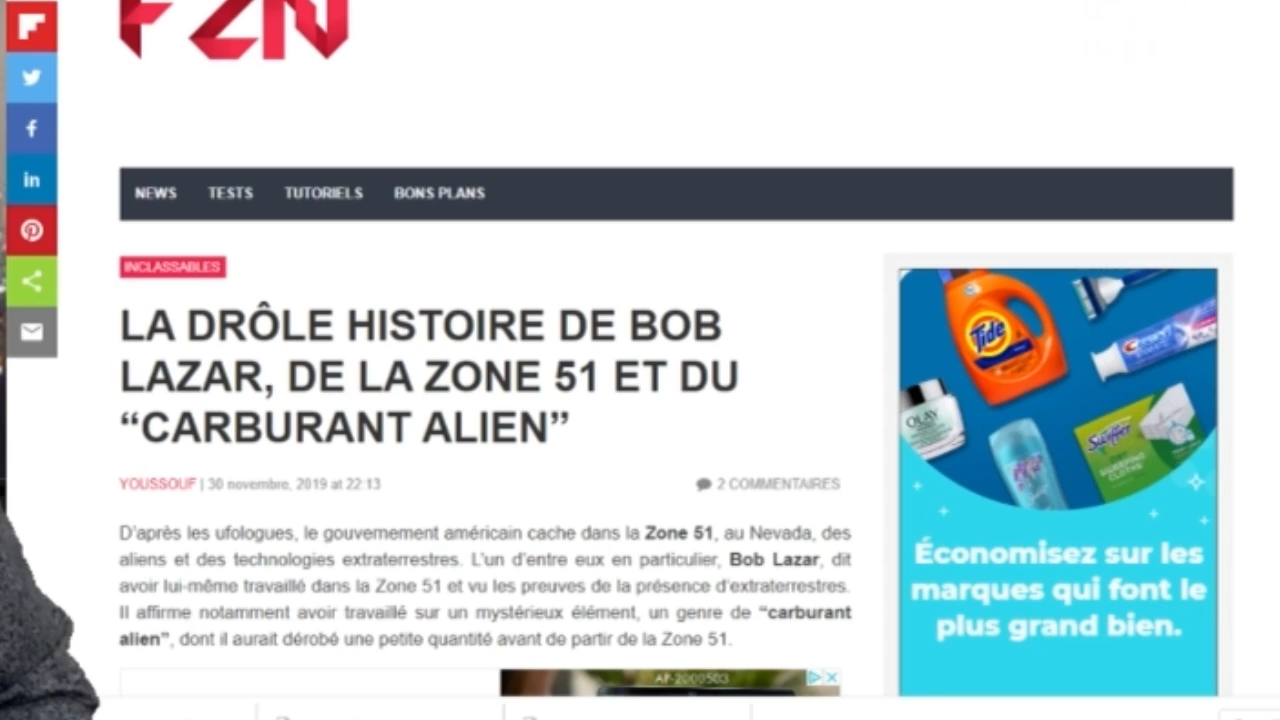 FZN
NEWS TESTS TUTORIELS BONS PLANS
INCLASSABLES
LA DRÔLE HISTOIRE DE BOB
LAZAR, DE LA ZONE 51 ET DU
“CARBURANT ALIEN”
YOUSSOUF | 30 novembre, 2019 at 22:13
2 COMMENTAIRES
D’après les ufologues, le gouvernement américain cache dans la Zone 51, au Nevada, des
aliens et des technologies extraterrestres. L’un d’entre eux en particulier, Bob Lazar, dit
avoir lui-même travaillé dans la Zone 51 et vu les preuves de la présence d’extraterrestres.
Il affirme notamment avoir travaillé sur un mystérieux élément, un genre de “carburant
alien”, dont il aurait dérobé une petite quantité avant de partir de la Zone 51.
AP-2000503
Tide
Crest
OLAY
Swiffer
Économisez sur les
marques qui font le
plus grand bien.